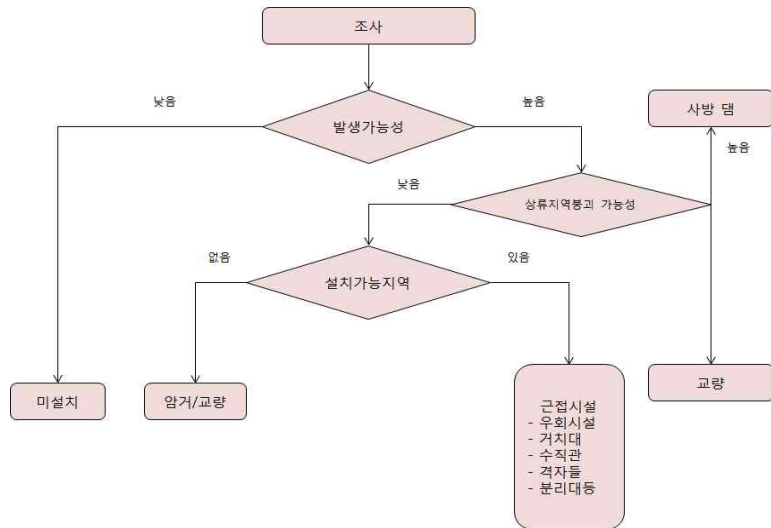 조사
낮음
높음
사방 댐
발생가능성
높음
낮음
상류지역붕괴 가능성
없음
있음
설치가능지역
미설치
암거/교량
교량
근접시설
- 우회시설
- 거치대
- 수직관
- 격자틀
- 분리대등